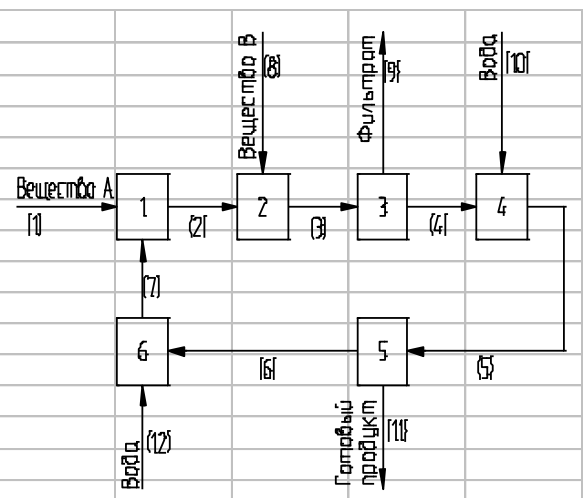 Вещество В
(8)
Фильтрат
(9)
Вода
(10)
Вещество А
(1)
1
(2)
2
(3)
3
(4)
4
(7)
6
(6)
5
(5)
Вода
(12)
Готовый
продукт
(11)